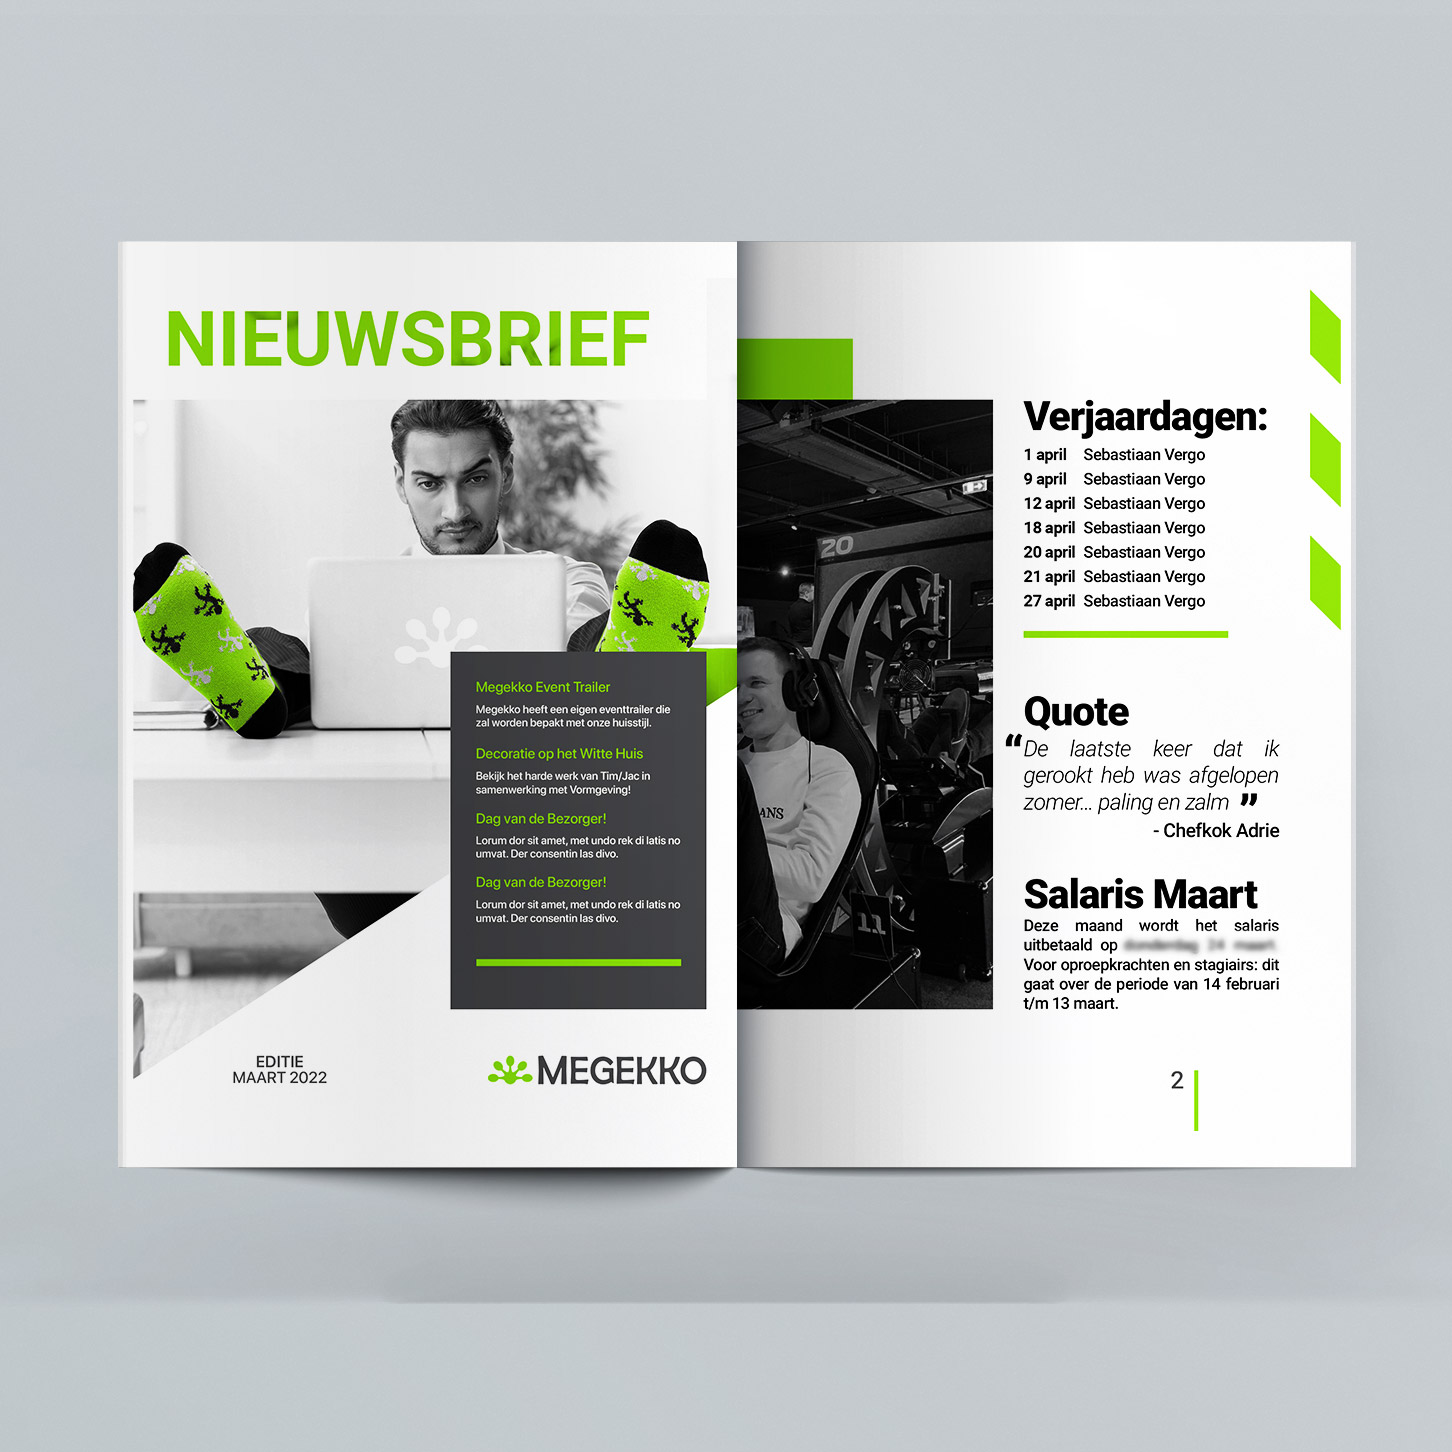 NIEUWSBRIEF
Megekko Event Trailer
Megekko heeft een eigen eventtrailer die
zal worden bepakt met onze huisstijl.
Decoratie op het Witte Huis
Bekijk het harde werk van Tim/Jac in
samenwerking met Vormgeving!
Dag van de Bezorger!
Lorum dor sit amet, met undo rek di latis no
umvat. Der consentin las divo.
Dag van de Bezorger!
Lorum dor sit amet, met undo rek di latis no
umvat. Der consentin las divo.
EDITIE
MAART 2022
MEGEKKO
20
ANS
11
Verjaardagen:
1 april Sebastiaan Vergo
9 april Sebastiaan Vergo
12 april Sebastiaan Vergo
18 april Sebastiaan Vergo
20 april Sebastiaan Vergo
21 april Sebastiaan Vergo
27 april Sebastiaan Vergo
Quote
“De laatste keer dat ik
gerookt heb was afgelopen
zomer... paling en zalm ”
- Chefkok Adrie
Salaris Maart
Deze maand wordt het salaris
uitbetaald op
Voor oproepkrachten en stagiairs: dit
gaat over de periode van 14 februari
t/m 13 maart.
2